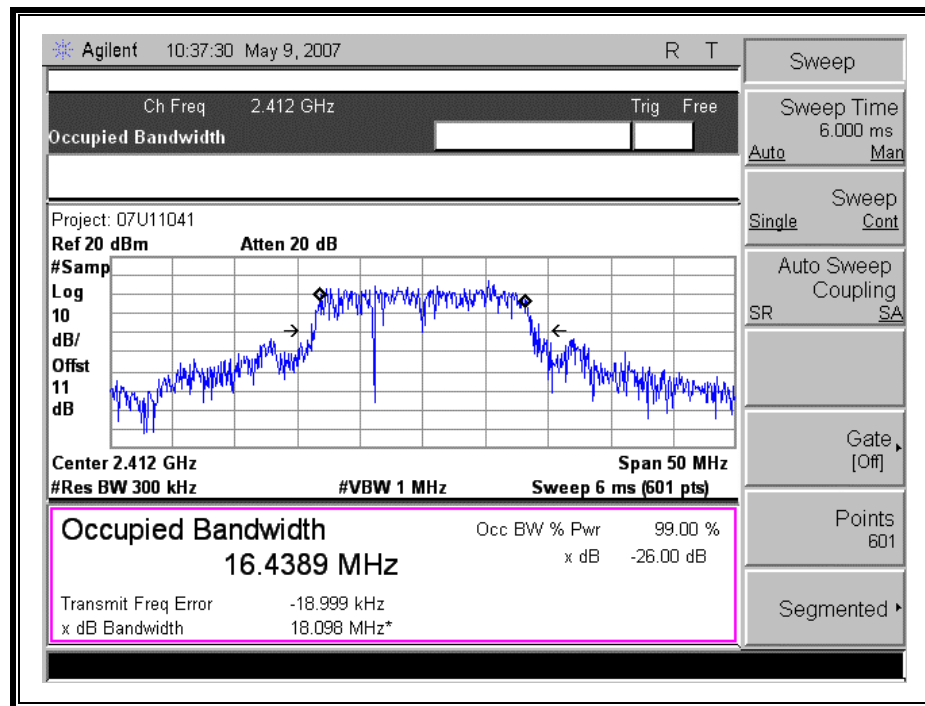 Agilent 10:37:30 May 9, 2007 R T
Ch Freq 2.412 GHz Trig Free
Occupied Bandwidth
Project: 07U11041
Ref 20 dBm Atten 20 dB
#Samp
Log
10
dB/
Offst
11
dB
Center 2.412 GHz Span 50 MHz
#Res BW 300 kHz #VBW 1 MHz Sweep 6 ms (601 pts)
Occupied Bandwidth Occ BW % Pwr 99.00 %
16.4389 MHz x dB -26.00 dB
Transmit Freq Error -18.999 kHz
x dB Bandwidth 18.098 MHz*
Sweep
Sweep Time
6.000 ms
Auto Man
Sweep
Single Cont
Auto Sweep
Coupling
SR SA
Gate
[Off]
Points
601
Segmented